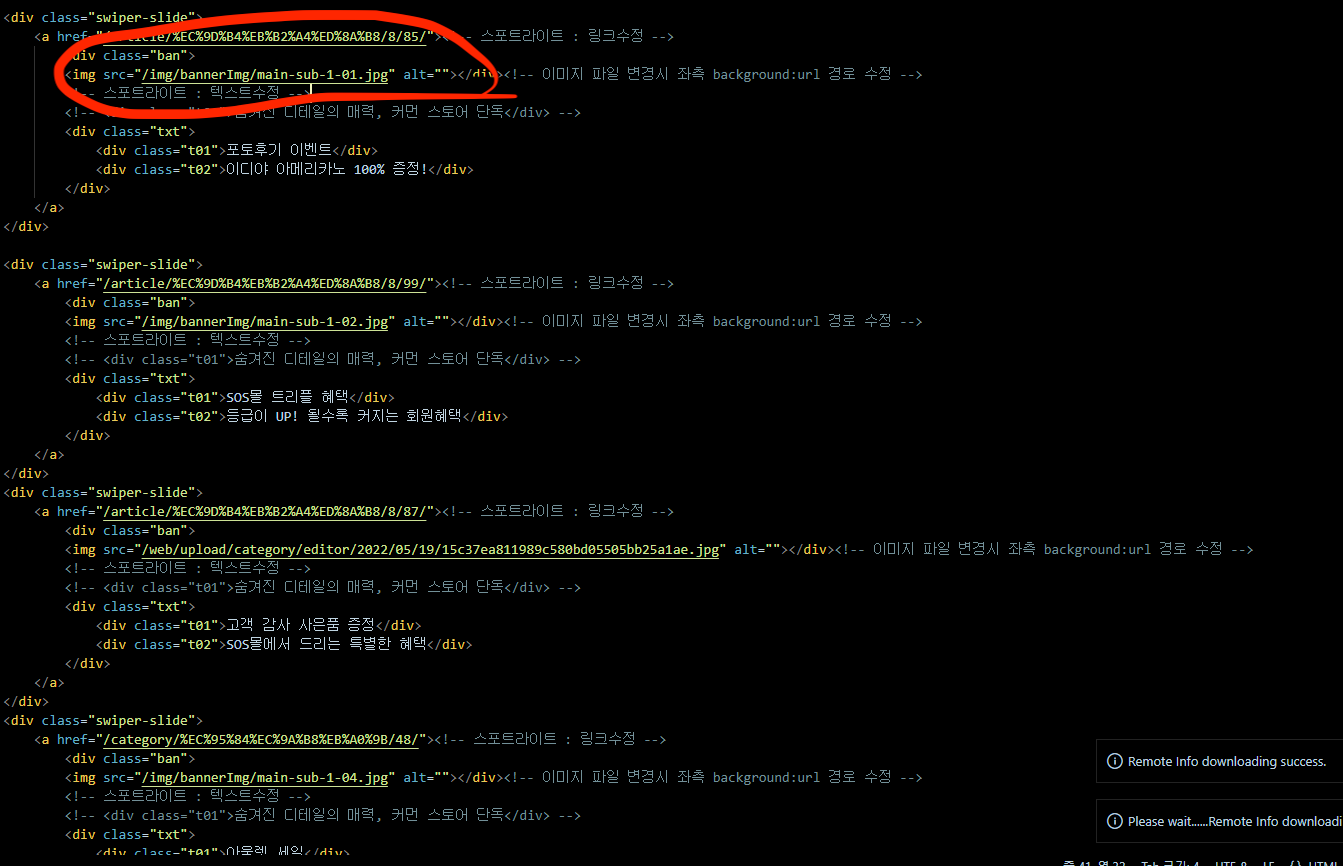 <div class="swiper-slide">
<a href="/article/%EC%9D%B4%EB%B2%A4%ED%8A%B8/8/85/"><!-- 스포트라이트 : 링크수정 -->
<div class="ban">
<img src="/img/bannerImg/main-sub-1-01.jpg" alt=""></div><!-- 이미지 파일 변경시 좌측 background:url 경로 수정 -->
<!-- 스포트라이트 : 텍스트수정 -->
<!-- <div class="t01">숨겨진 디테일의 매력, 커먼 스토어 단독</div> -->
<div class="txt">
<div class="t01">포토후기 이벤트</div>
<div class="t02">이디야 아메리카노 100% 증정!</div>
</div>
</a>
</div>
<div class="swiper-slide">
<a href="/article/%EC%9D%B4%EB%B2%A4%ED%8A%B8/8/99/"><!-- 스포트라이트 : 링크수정 -->
<div class="ban">
<img src="/img/bannerImg/main-sub-1-02.jpg" alt=""></div><!-- 이미지 파일 변경시 좌측 background:url 경로 수정 -->
<!-- 스포트라이트 : 텍스트수정 -->
<!-- <div class="t01">숨겨진 디테일의 매력, 커먼 스토어 단독</div> -->
<div class="txt">
<div class="t01">SOS몰 트리플 혜택</div>
<div class="t02">등급이 UP! 될수록 커지는 회원혜택</div>
</div>
</a>
</div>
<div class="swiper-slide">
<a href="/article/%EC%9D%B4%EB%B2%A4%ED%8A%B8/8/87/"><!-- 스포트라이트 : 링크수정 -->
<div class="ban">
<img src="/web/upload/category/editor/2022/05/19/15c37ea811989c580bd05505bb25a1ae.jpg" alt=""></div><!-- 이미지 파일 변경시 좌측 background:url 경로 수정 -->
<!-- 스포트라이트 : 텍스트수정 -->
<!-- <div class="t01">숨겨진 디테일의 매력, 커먼 스토어 단독</div> -->
<div class="txt">
<div class="t01">고객 감사 사은품 증정</div>
<div class="t02">SOS몰에서 드리는 특별한 혜택</div>
</div>
</a>
</div>
<div class="swiper-slide">
<a href="/category/%EC%95%84%EC%9A%B8%EB%A0%9B/48/"><!-- 스포트라이트 : 링크수정 -->
<div class="ban">
<img src="/img/bannerImg/main-sub-1-04.jpg" alt=""></div><!-- 이미지 파일 변경시 좌측 background:url 경로 수정 -->
<!-- 스포트라이트 : 텍스트수정 -->
<!-- <div class="t01">숨겨진 디테일의 매력, 커먼 스토어 단독</div> -->
<div class="txt">
<div class="t01">아울렛 세일</div>
Remote Info downloading success.
Please wait......Remote Info downloadi
줄 41, 열 32 Tab 크기: 4 UTF-8 LF {} HTML